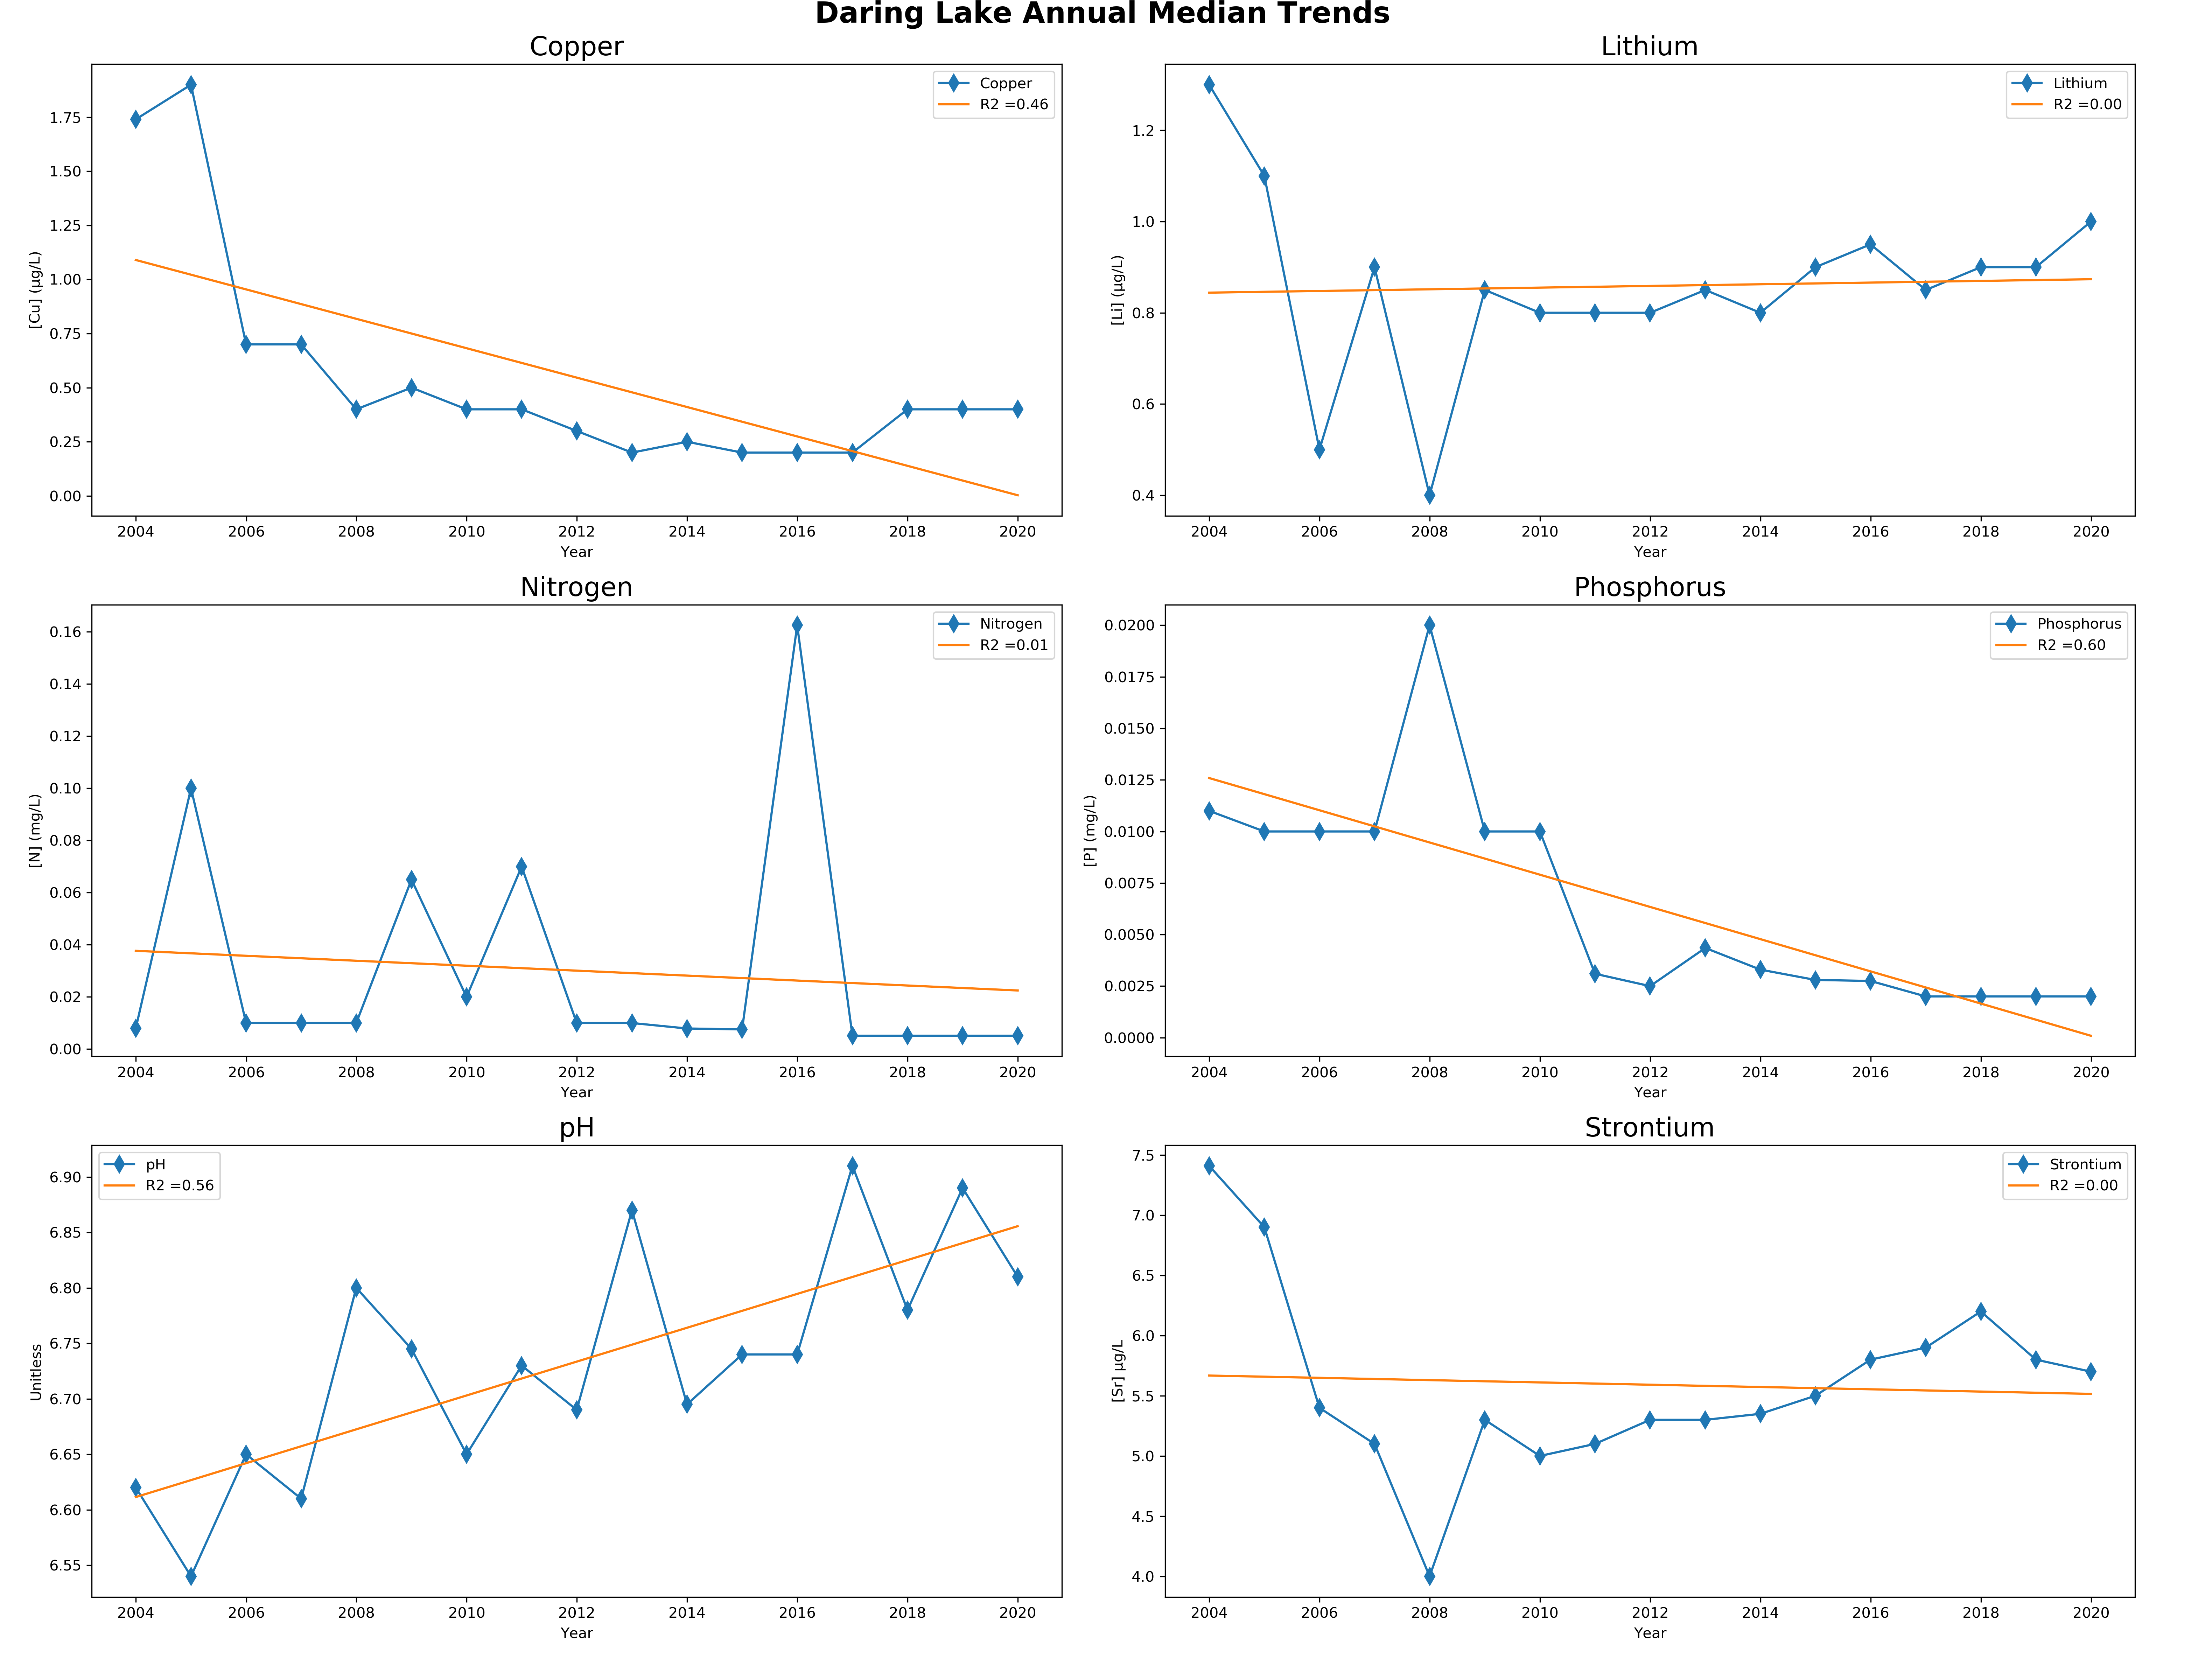 Daring Lake Annual Median Trends
Copper
Copper
R2 =0.46
[Cu] (µg/L)
1.75
1.50
1.25
1.00
0.75
0.50
0.25
0.00
2004 2006 2008 2010 2012 2014 2016 2018 2020
Year
Lithium
Lithium
R2 =0.00
[Li] (µg/L)
1.2
1.0
0.8
0.6
0.4
2004 2006 2008 2010 2012 2014 2016 2018 2020
Year
Nitrogen
Nitrogen
R2 =0.01
[N] (mg/L)
0.16
0.14
0.12
0.10
0.08
0.06
0.04
0.02
0.00
2004 2006 2008 2010 2012 2014 2016 2018 2020
Year
Phosphorus
Phosphorus
R2 =0.60
[P] (mg/L)
0.0200
0.0175
0.0150
0.0125
0.0100
0.0075
0.0050
0.0025
0.0000
2004 2006 2008 2010 2012 2014 2016 2018 2020
Year
pH
pH
R2 =0.56
Unitless
6.90
6.85
6.80
6.75
6.70
6.65
6.60
6.55
2004 2006 2008 2010 2012 2014 2016 2018 2020
Year
Strontium
Strontium
R2 =0.00
[Sr] µg/L
7.5
7.0
6.5
6.0
5.5
5.0
4.5
4.0
2004 2006 2008 2010 2012 2014 2016 2018 2020
Year